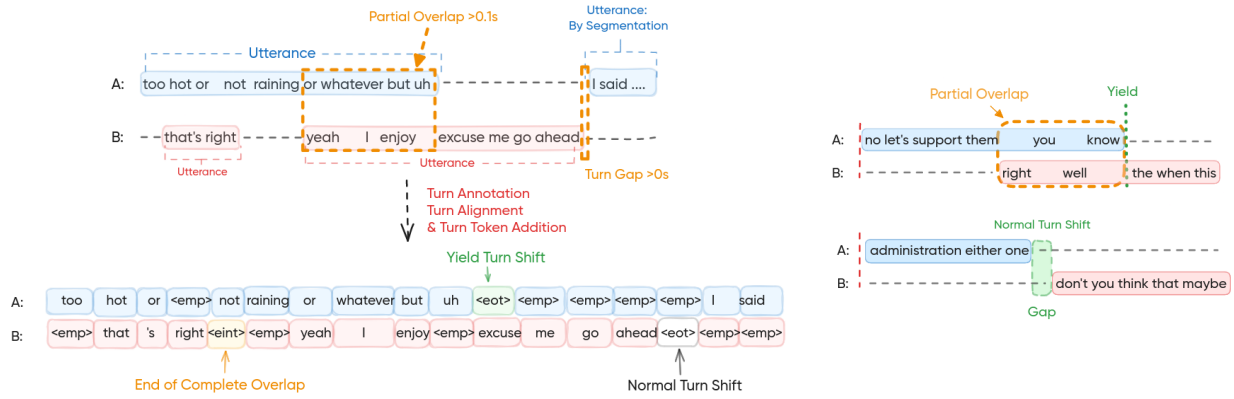 Partial Overlap >0.1s
Utterance:
By Segmentation
Utterance
A: too hot or not raining or whatever but uh I said ....
B: that's right yeah I enjoy excuse me go ahead
Utterance
Utterance
Turn Gap >0s
Turn Annotation
Turn Alignment
& Turn Token Addition
Yield Turn Shift
A: too hot or <emp> not raining or whatever but uh <eot> <emp> <emp> <emp> <emp> I said
B: <emp> that 's right <eint> <emp> yeah I enjoy <emp> excuse me go ahead <eot> <emp> <emp>
End of Complete Overlap
Normal Turn Shift
Partial Overlap
Yield
A: no let's support them you know
B: right well the when this
Normal Turn Shift
A: administration either one
B: don't you think that maybe
Gap